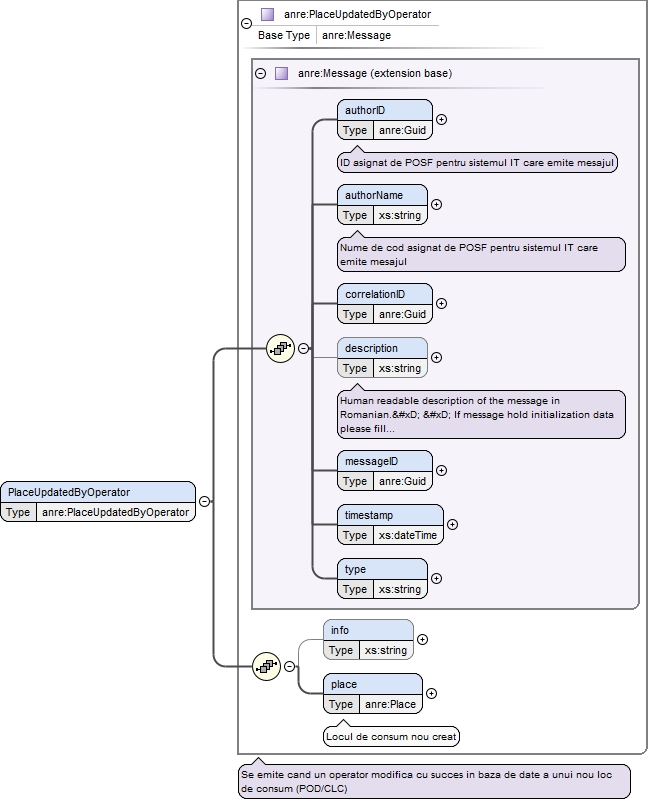 anre:PlaceUpdatedByOperator
Base Type anre:Message
anre:Message (extension base)
authorID
Type anre:Guid
ID asignat de POSF pentru sistemul IT care emite mesajul
authorName
Type xs:string
Nume de cod asignat de POSF pentru sistemul IT care
emite mesajul
correlationID
Type anre:Guid
description
Type xs:string
Human readable description of the message in
Romanian.&#xD; &#xD; If message hold initialization data
please fill...
messageID
Type anre:Guid
timestamp
Type xs:dateTime
type
Type xs:string
PlaceUpdatedByOperator
Type anre:PlaceUpdatedByOperator
info
Type xs:string
place
Type anre:Place
Locul de consum nou creat
Se emite cand un operator modifica cu succes in baza de date a unui nou loc
de consum (POD/CLC)